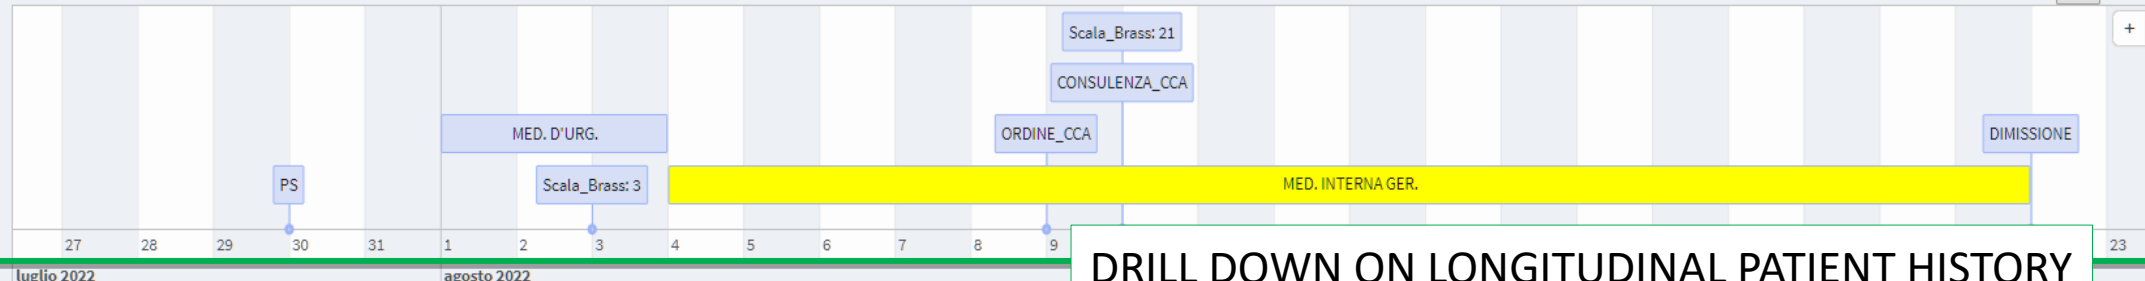 Scala_Brass: 21
+
CONSULENZA_CCA
MED. D'URG.
ORDINE_CCA
DIMISSIONE
PS
Scala_Brass: 3
MED. INTERNA GER.
27 28 29 30 31 1 2 3 4 5 6 7 8 9 23
DRILL DOWN ON LONGITUDINAL PATIENT HISTORY
luglio 2022 agosto 2022